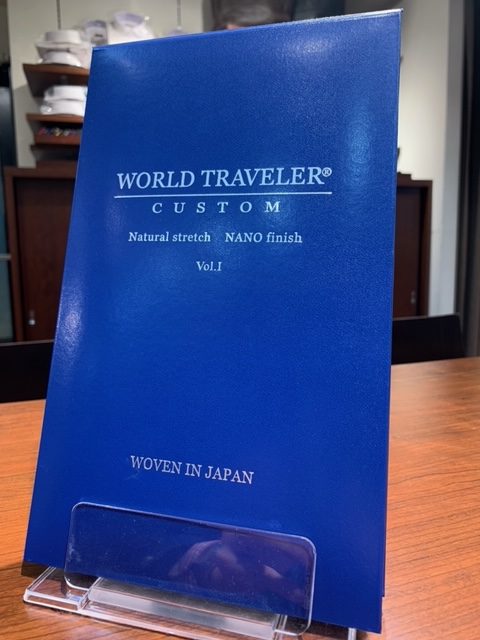 WORLD TRAVELER®
CUSTOM
Natural stretch NANO finish
Vol.I
WOVEN IN JAPAN